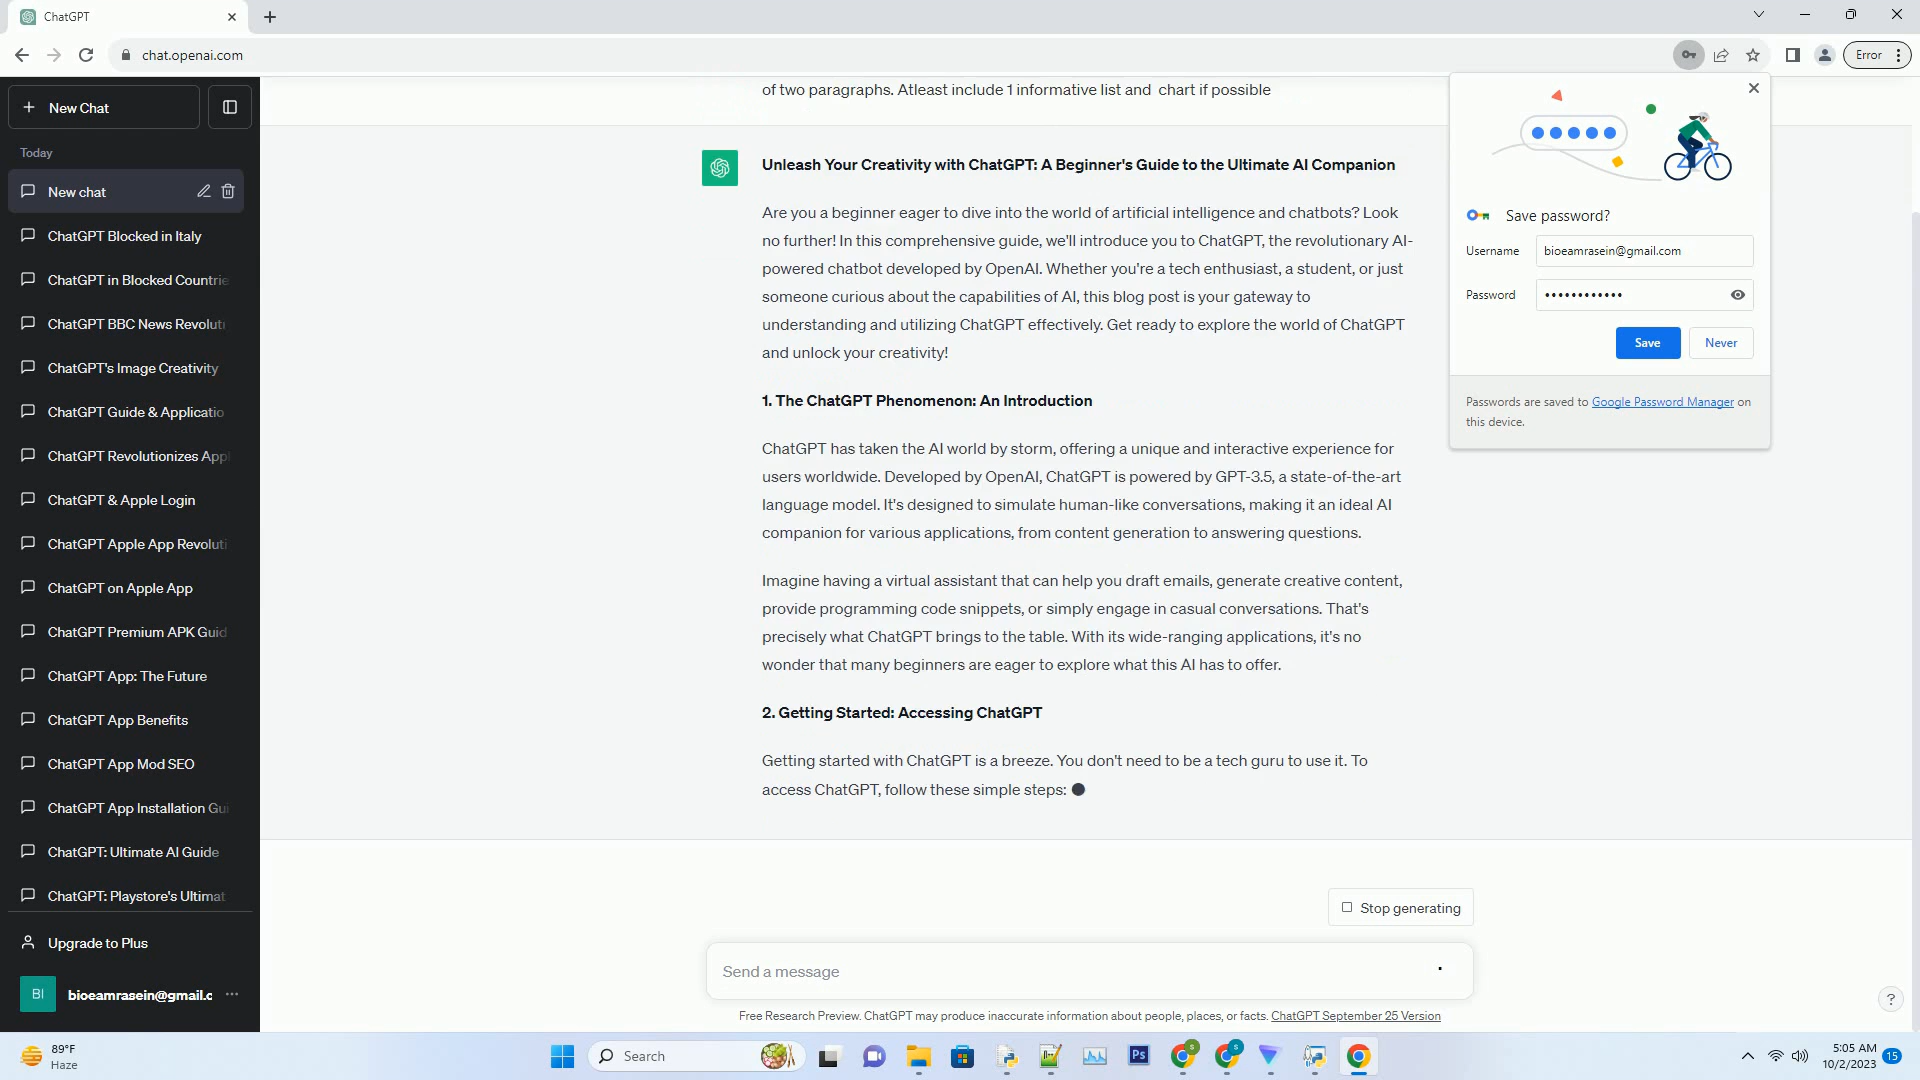 ChatGPT
chat.openai.com
Error
New Chat
Today
New chat
ChatGPT Blocked in Italy
ChatGPT in Blocked Countrie
ChatGPT BBC News Revoluti
ChatGPT's Image Creativity
ChatGPT Guide & Applicatio
ChatGPT Revolutionizes App
ChatGPT & Apple Login
ChatGPT Apple App Revoluti
ChatGPT on Apple App
ChatGPT Premium APK Guid
ChatGPT App: The Future
ChatGPT App Benefits
ChatGPT App Mod SEO
ChatGPT App Installation Gui
ChatGPT: Ultimate AI Guide
ChatGPT: Playstore's Ultimat
Upgrade to Plus
BI
bioeamrasein@gmail.c
of two paragraphs. Atleast include 1 informative list and chart if possible
Unleash Your Creativity with ChatGPT: A Beginner's Guide to the Ultimate AI Companion
Are you a beginner eager to dive into the world of artificial intelligence and chatbots? Look
no further! In this comprehensive guide, we'll introduce you to ChatGPT, the revolutionary AI-
powered chatbot developed by OpenAI. Whether you're a tech enthusiast, a student, or just
someone curious about the capabilities of AI, this blog post is your gateway to
understanding and utilizing ChatGPT effectively. Get ready to explore the world of ChatGPT
and unlock your creativity!
1. The ChatGPT Phenomenon: An Introduction
ChatGPT has taken the AI world by storm, offering a unique and interactive experience for
users worldwide. Developed by OpenAI, ChatGPT is powered by GPT-3.5, a state-of-the-art
language model. It's designed to simulate human-like conversations, making it an ideal AI
companion for various applications, from content generation to answering questions.
Imagine having a virtual assistant that can help you draft emails, generate creative content,
provide programming code snippets, or simply engage in casual conversations. That's
precisely what ChatGPT brings to the table. With its wide-ranging applications, it's no
wonder that many beginners are eager to explore what this AI has to offer.
2. Getting Started: Accessing ChatGPT
Getting started with ChatGPT is a breeze. You don't need to be a tech guru to use it. To
access ChatGPT, follow these simple steps:
Stop generating
Send a message
Free Research Preview. ChatGPT may produce inaccurate information about people, places, or facts. ChatGPT September 25 Version
?
Save password?
Username
bioeamrasein@gmail.com
Password
••••••••••••
Save
Never
Passwords are saved to Google Password Manager on
this device.
89°F
Haze
Search
Ps
S
S
5:05 AM
10/2/2023
15